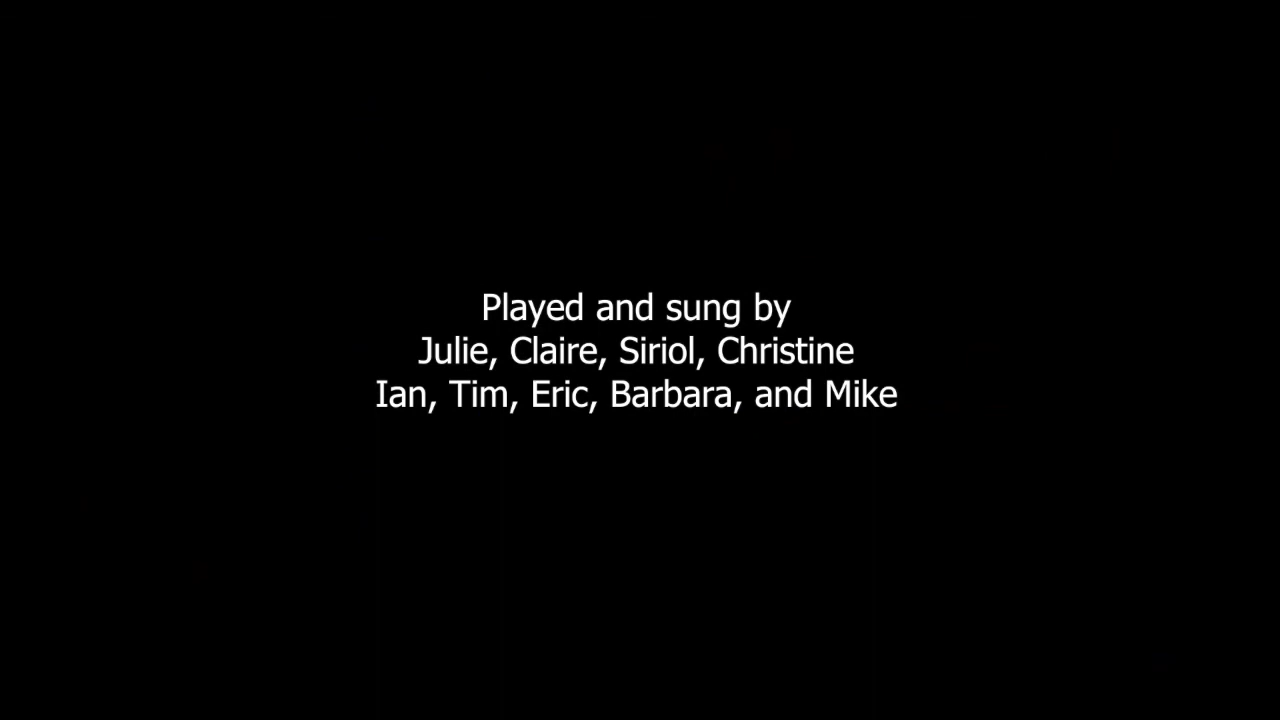 Played and sung by
Julie, Claire, Siriol, Christine
Ian, Tim, Eric, Barbara, and Mike